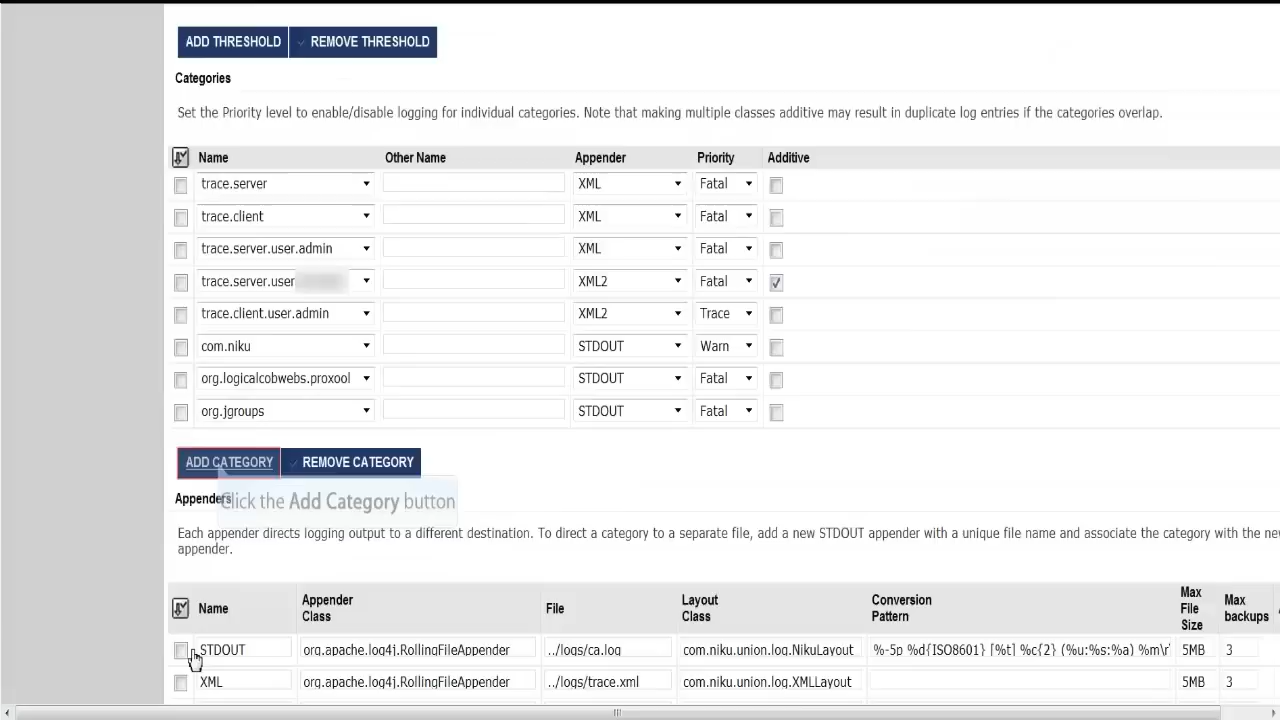 ADD THRESHOLD REMOVE THRESHOLD
Categories
Set the Priority level to enable/disable logging for individual categories. Note that making multiple classes additive may result in duplicate log entries if the categories overlap.
Name Other Name Appender Priority Additive
trace.server XML Fatal
trace.client XML Fatal
trace.server.user.admin XML Fatal
trace.server.user XML2 Fatal
trace.client.user.admin XML2 Trace
com.niku STDOUT Warn
org.logicalcobwebs.proxool STDOUT Fatal
org.jgroups STDOUT Fatal
ADD CATEGORY REMOVE CATEGORY
Click the Add Category button
Appenders
Each appender directs logging output to a different destination. To direct a category to a separate file, add a new STDOUT appender with a unique file name and associate the category with the new
appender.
Name Appender Class File Layout Class Conversion Pattern Max File Size Max backups
STDOUT org.apache.log4j.RollingFileAppender ../logs/ca.log com.niku.union.log.NikuLayout %-5p %d{ISO8601} [%t] %c{2} (%u:%s:%a) %m\r 5MB 3
XML org.apache.log4j.RollingFileAppender ../logs/trace.xml com.niku.union.log.XMLLayout 5MB 3